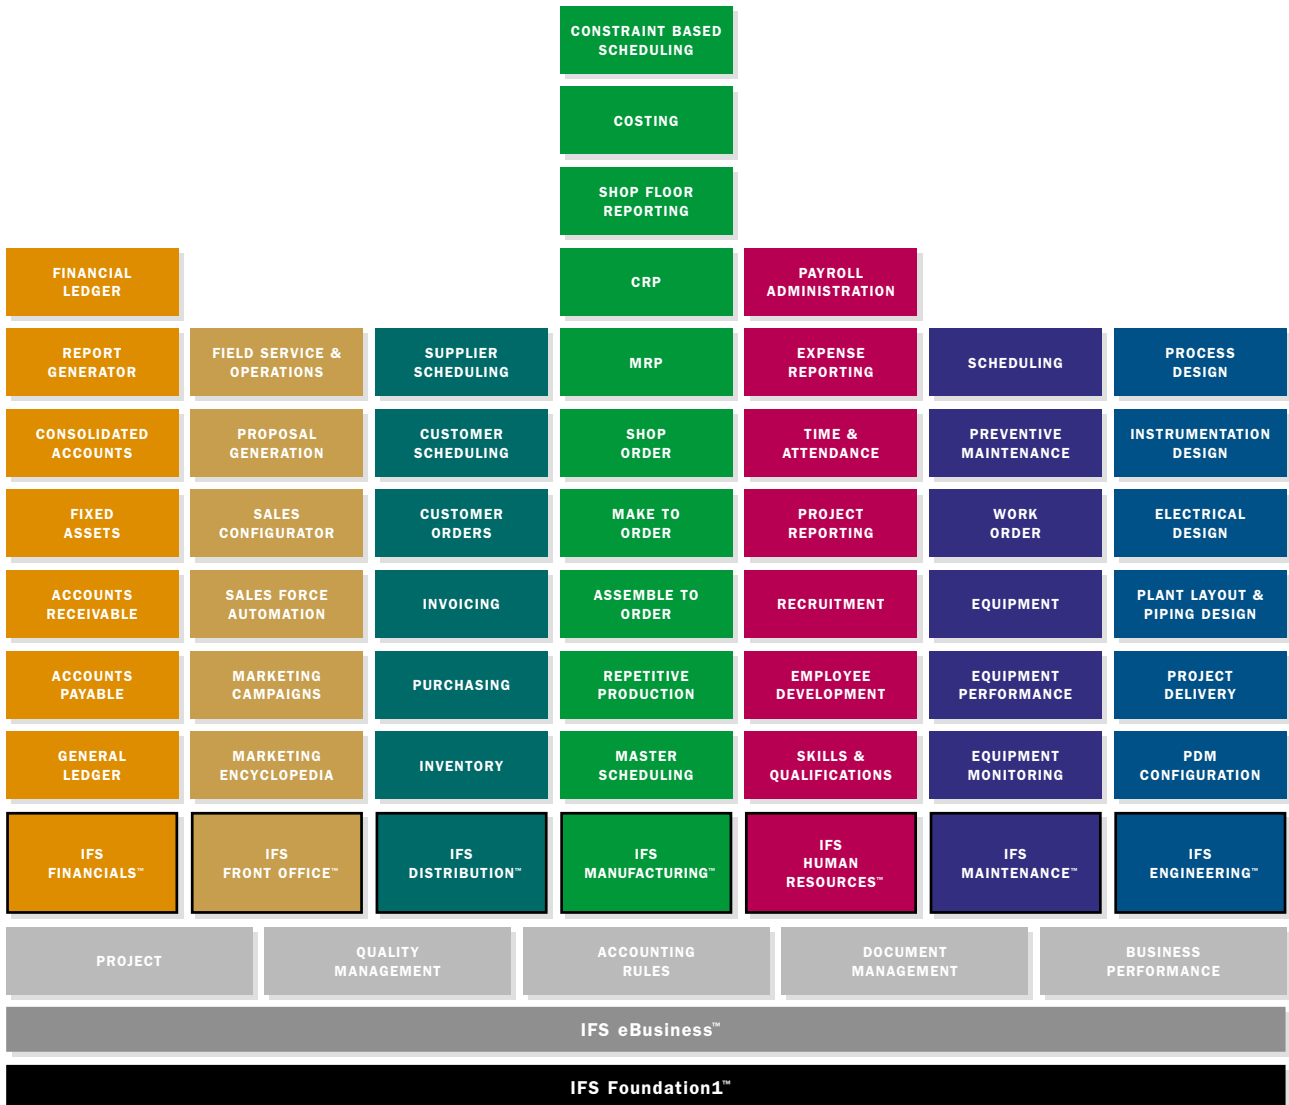 CONSTRAINT BASED
SCHEDULING
COSTING
SHOP FLOOR
REPORTING
FINANCIAL
LEDGER
CRP
PAYROLL
ADMINISTRATION
REPORT
GENERATOR
FIELD SERVICE &
OPERATIONS
SUPPLIER
SCHEDULING
MRP
EXPENSE
REPORTING
SCHEDULING
PROCESS
DESIGN
CONSOLIDATED
ACCOUNTS
PROPOSAL
GENERATION
CUSTOMER
SCHEDULING
SHOP
ORDER
TIME &
ATTENDANCE
PREVENTIVE
MAINTENANCE
INSTRUMENTATION
DESIGN
FIXED
ASSETS
SALES
CONFIGURATOR
CUSTOMER
ORDERS
MAKE TO
ORDER
PROJECT
REPORTING
WORK
ORDER
ELECTRICAL
DESIGN
ACCOUNTS
RECEIVABLE
SALES FORCE
AUTOMATION
INVOICING
ASSEMBLE TO
ORDER
RECRUITMENT
EQUIPMENT
PLANT LAYOUT &
PIPING DESIGN
ACCOUNTS
PAYABLE
MARKETING
CAMPAIGNS
PURCHASING
REPETITIVE
PRODUCTION
EMPLOYEE
DEVELOPMENT
EQUIPMENT
PERFORMANCE
PROJECT
DELIVERY
GENERAL
LEDGER
MARKETING
ENCYCLOPEDIA
INVENTORY
MASTER
SCHEDULING
SKILLS &
QUALIFICATIONS
EQUIPMENT
MONITORING
PDM
CONFIGURATION
IFS
FINANCIALS™
IFS
FRONT OFFICE™
IFS
DISTRIBUTION™
IFS
MANUFACTURING™
IFS
HUMAN
RESOURCES™
IFS
MAINTENANCE™
IFS
ENGINEERING™
PROJECT
QUALITY
MANAGEMENT
ACCOUNTING
RULES
DOCUMENT
MANAGEMENT
BUSINESS
PERFORMANCE
IFS eBusiness™
IFS Foundation1™